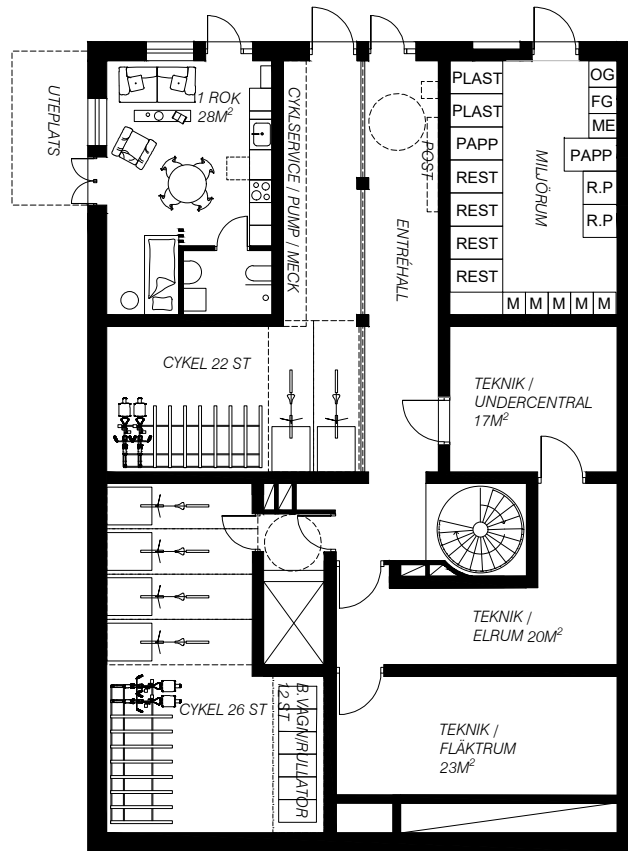 UTEPLATS
1 ROK
28M²
CYKLSERVICE / PUMP / MECK
POST
ENTRÉHALL
PLAST
PLAST
PAPP
REST
REST
REST
REST
MILJÖRUM
OG
FG
ME
PAPP
R.P
R.P
M M M M M
CYKEL 22 ST
TEKNIK /
UNDERCENTRAL
17M²
TEKNIK /
ELRUM 20M²
CYKEL 26 ST
B.VAGN/RULLATOR
12 ST
TEKNIK /
FLÄKTRUM
23M²